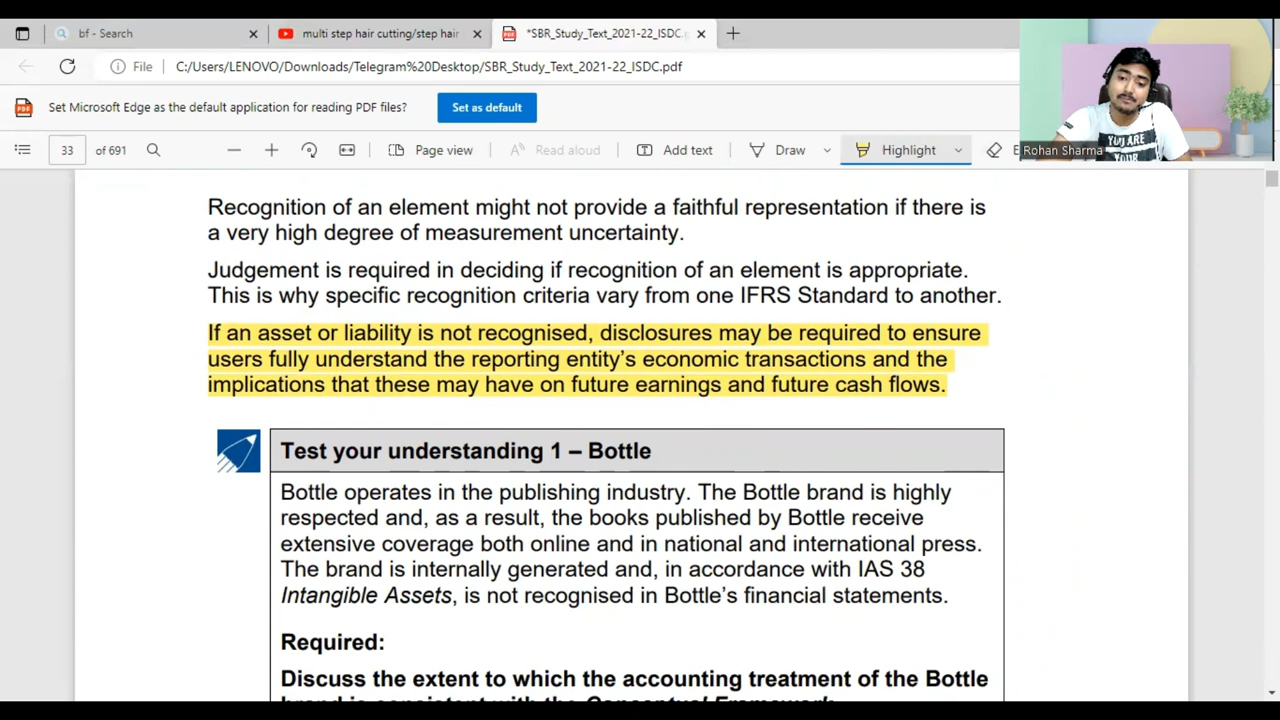 bf - Search
multi step hair cutting/step hair
*SBR_Study_Text_2021-22_ISDC.
File
C:/Users/LENOVO/Downloads/Telegram%20Desktop/SBR_Study_Text_2021-22_ISDC.pdf
Set Microsoft Edge as the default application for reading PDF files?
Set as default
33 of 691
Page view
Read aloud
Add text
Draw
Highlight
YOU ARE
YOUR
Rohan Sharma
Recognition of an element might not provide a faithful representation if there is
a very high degree of measurement uncertainty.
Judgement is required in deciding if recognition of an element is appropriate.
This is why specific recognition criteria vary from one IFRS Standard to another.
If an asset or liability is not recognised, disclosures may be required to ensure
users fully understand the reporting entity's economic transactions and the
implications that these may have on future earnings and future cash flows.
Test your understanding 1 – Bottle
Bottle operates in the publishing industry. The Bottle brand is highly
respected and, as a result, the books published by Bottle receive
extensive coverage both online and in national and international press.
The brand is internally generated and, in accordance with IAS 38
Intangible Assets, is not recognised in Bottle's financial statements.
Required:
Discuss the extent to which the accounting treatment of the Bottle
brand is consistent with the Conceptual Framework.